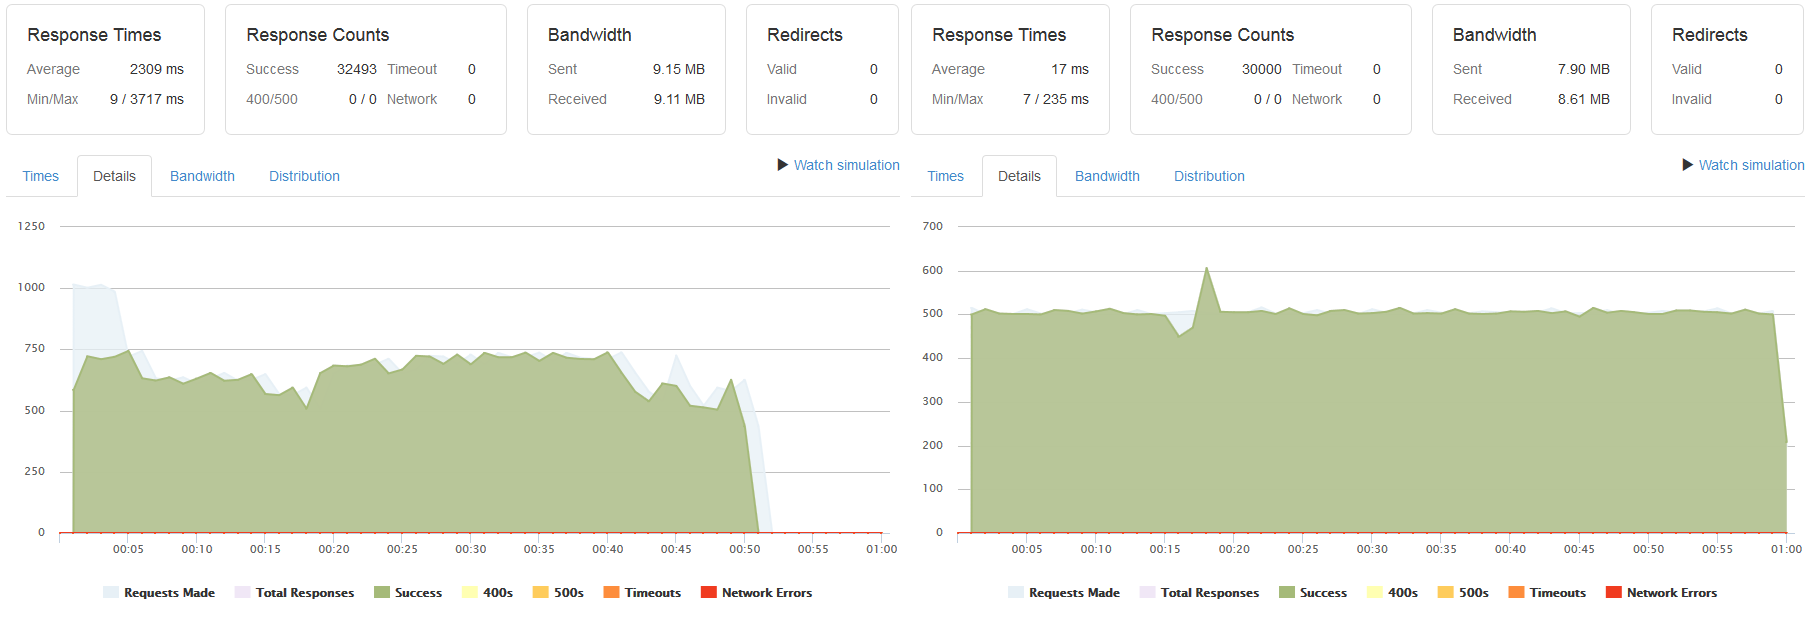 Response Times
Average 2309 ms
Min/Max 9 / 3717 ms
Response Counts
Success 32493 Timeout 0
400/500 0 / 0 Network 0
Bandwidth
Sent 9.15 MB
Received 9.11 MB
Redirects
Valid 0
Invalid 0
Watch simulation
Times Details Bandwidth Distribution
1250
1000
750
500
250
0
00:05 00:10 00:15 00:20 00:25 00:30 00:35 00:40 00:45 00:50 00:55 01:00
Requests Made Total Responses Success 400s 500s Timeouts Network Errors
Response Times
Average 17 ms
Min/Max 7 / 235 ms
Response Counts
Success 30000 Timeout 0
400/500 0 / 0 Network 0
Bandwidth
Sent 7.90 MB
Received 8.61 MB
Redirects
Valid 0
Invalid 0
Watch simulation
Times Details Bandwidth Distribution
700
600
500
400
300
200
100
0
00:05 00:10 00:15 00:20 00:25 00:30 00:35 00:40 00:45 00:50 00:55 01:00
Requests Made Total Responses Success 400s 500s Timeouts Network Errors